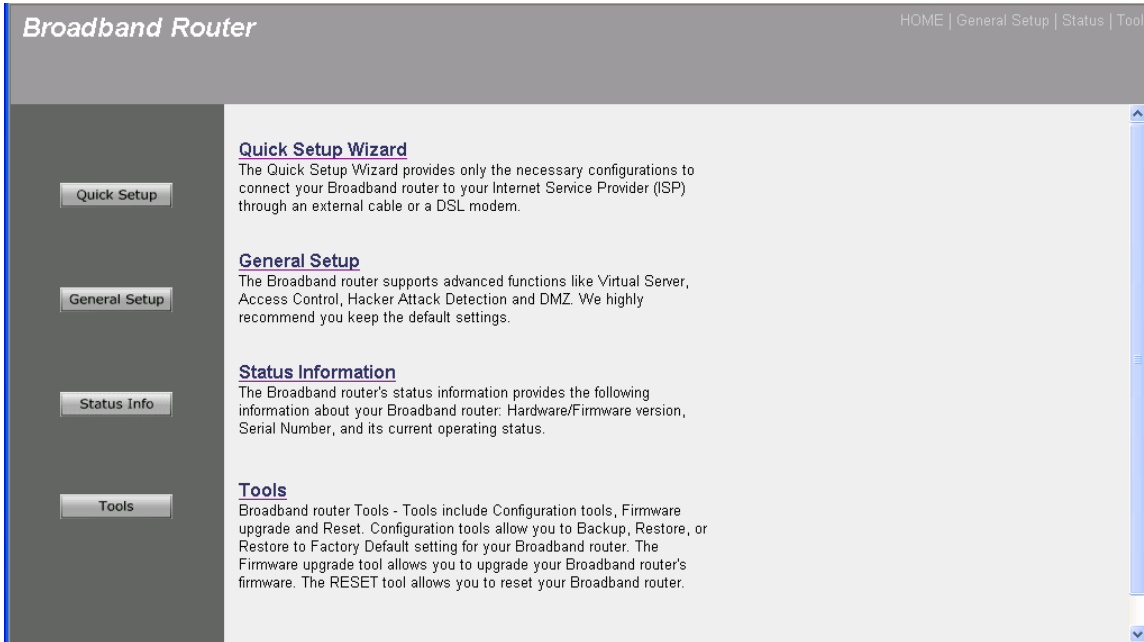 Broadband Router
HOME | General Setup | Status | Tool
Quick Setup
Quick Setup Wizard
The Quick Setup Wizard provides only the necessary configurations to
connect your Broadband router to your Internet Service Provider (ISP)
through an external cable or a DSL modem.
General Setup
General Setup
The Broadband router supports advanced functions like Virtual Server,
Access Control, Hacker Attack Detection and DMZ. We highly
recommend you keep the default settings.
Status Info
Status Information
The Broadband router's status information provides the following
information about your Broadband router: Hardware/Firmware version,
Serial Number, and its current operating status.
Tools
Tools
Broadband router Tools - Tools include Configuration tools, Firmware
upgrade and Reset. Configuration tools allow you to Backup, Restore, or
Restore to Factory Default setting for your Broadband router. The
Firmware upgrade tool allows you to upgrade your Broadband router's
firmware. The RESET tool allows you to reset your Broadband router.